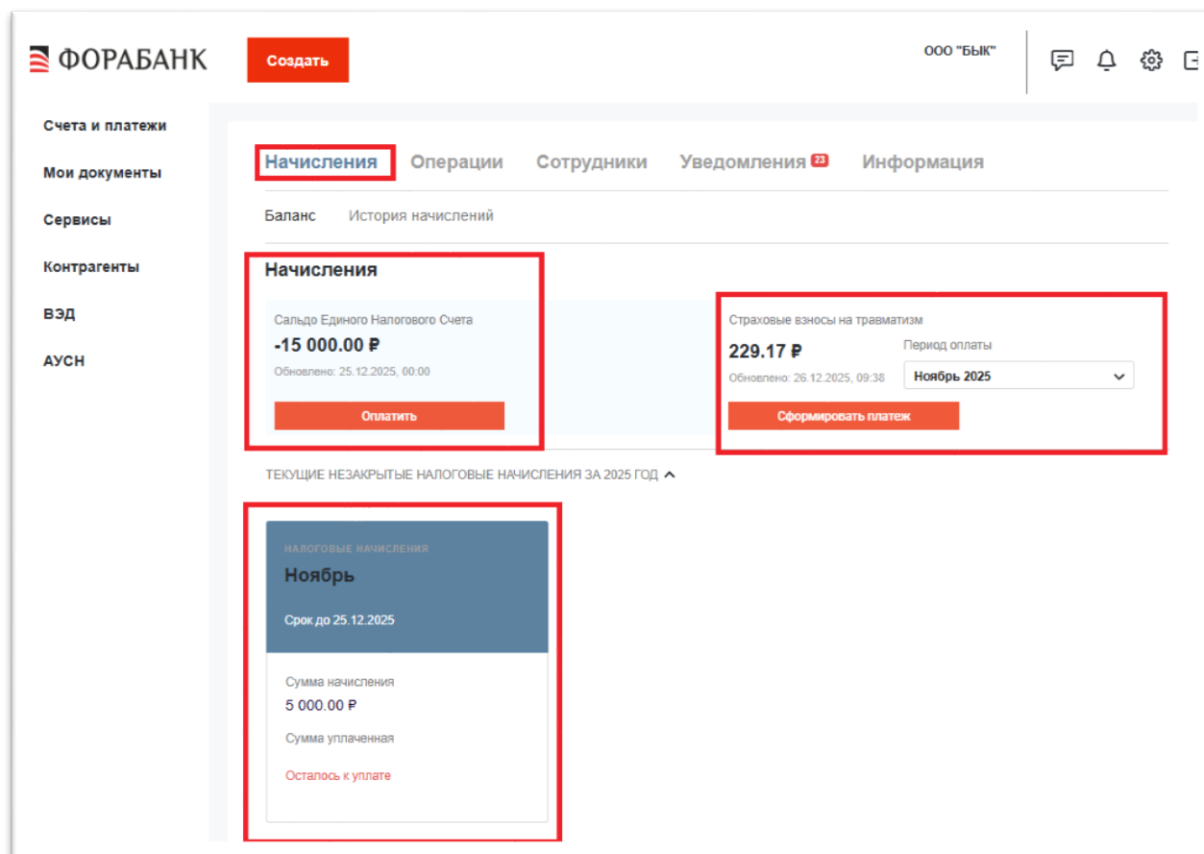 ФОРАБАНК
Создать
ООО "БЫК"
Счета и платежи
Мои документы
Сервисы
Контрагенты
ВЭД
АУСН
Начисления Операции Сотрудники Уведомления 23 Информация
Баланс История начислений
Начисления
Сальдо Единого Налогового Счета
-15 000.00 ₽
Обновлено: 25.12.2025, 00:00
Оплатить
Страховые взносы на травматизм
229.17 ₽
Обновлено: 26.12.2025, 09:38
Период оплаты
Ноябрь 2025
Сформировать платеж
ТЕКУЩИЕ НЕЗАКРЫТЫЕ НАЛОГОВЫЕ НАЧИСЛЕНИЯ ЗА 2025 ГОД
НАЛОГОВЫЕ НАЧИСЛЕНИЯ
Ноябрь
Срок до 25.12.2025
Сумма начисления
5 000.00 ₽
Сумма уплаченная
Осталось к уплате